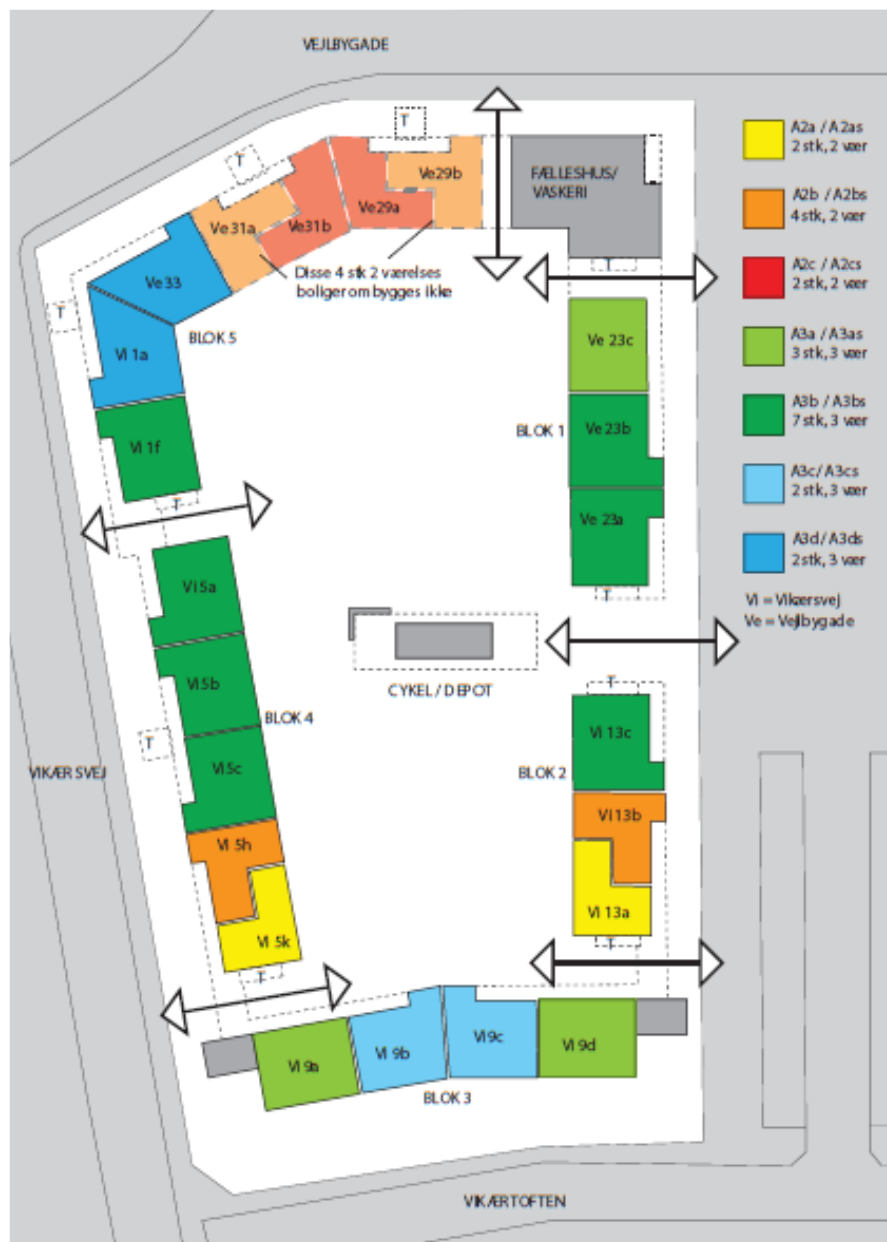 VEJLBYGADE
T
T
Ve29b
FÆLLESHUS/
VASKERI
Ve29a
Ve31b
Ve31a
Disse 4 stk 2 værelses
boliger ombygges ikke
Ve33
T
T
BLOK 5
VI 1a
VI 1f
T
Ve 23c
BLOK 1
Ve 23b
Ve 23a
T
VI 5a
VI 5b
T
VI 5c
BLOK 4
VI 5h
VI 5k
T
VIKÆRSVEJ
CYKEL / DEPOT
T
VI 13c
BLOK 2
VI 13b
VI 13a
T
VI 9a
VI 9b
VI 9c
VI 9d
BLOK 3
VIKÆRTOFTEN
A2a / A2as
2 stk, 2 vær
A2b / A2bs
4 stk, 2 vær
A2c / A2cs
2 stk, 2 vær
A3a / A3as
3 stk, 3 vær
A3b / A3bs
7 stk, 3 vær
A3c/ A3cs
2 stk, 3 vær
A3d/ A3ds
2 stk, 3 vær
VI = Vikærsvej
Ve = Vejlbygade